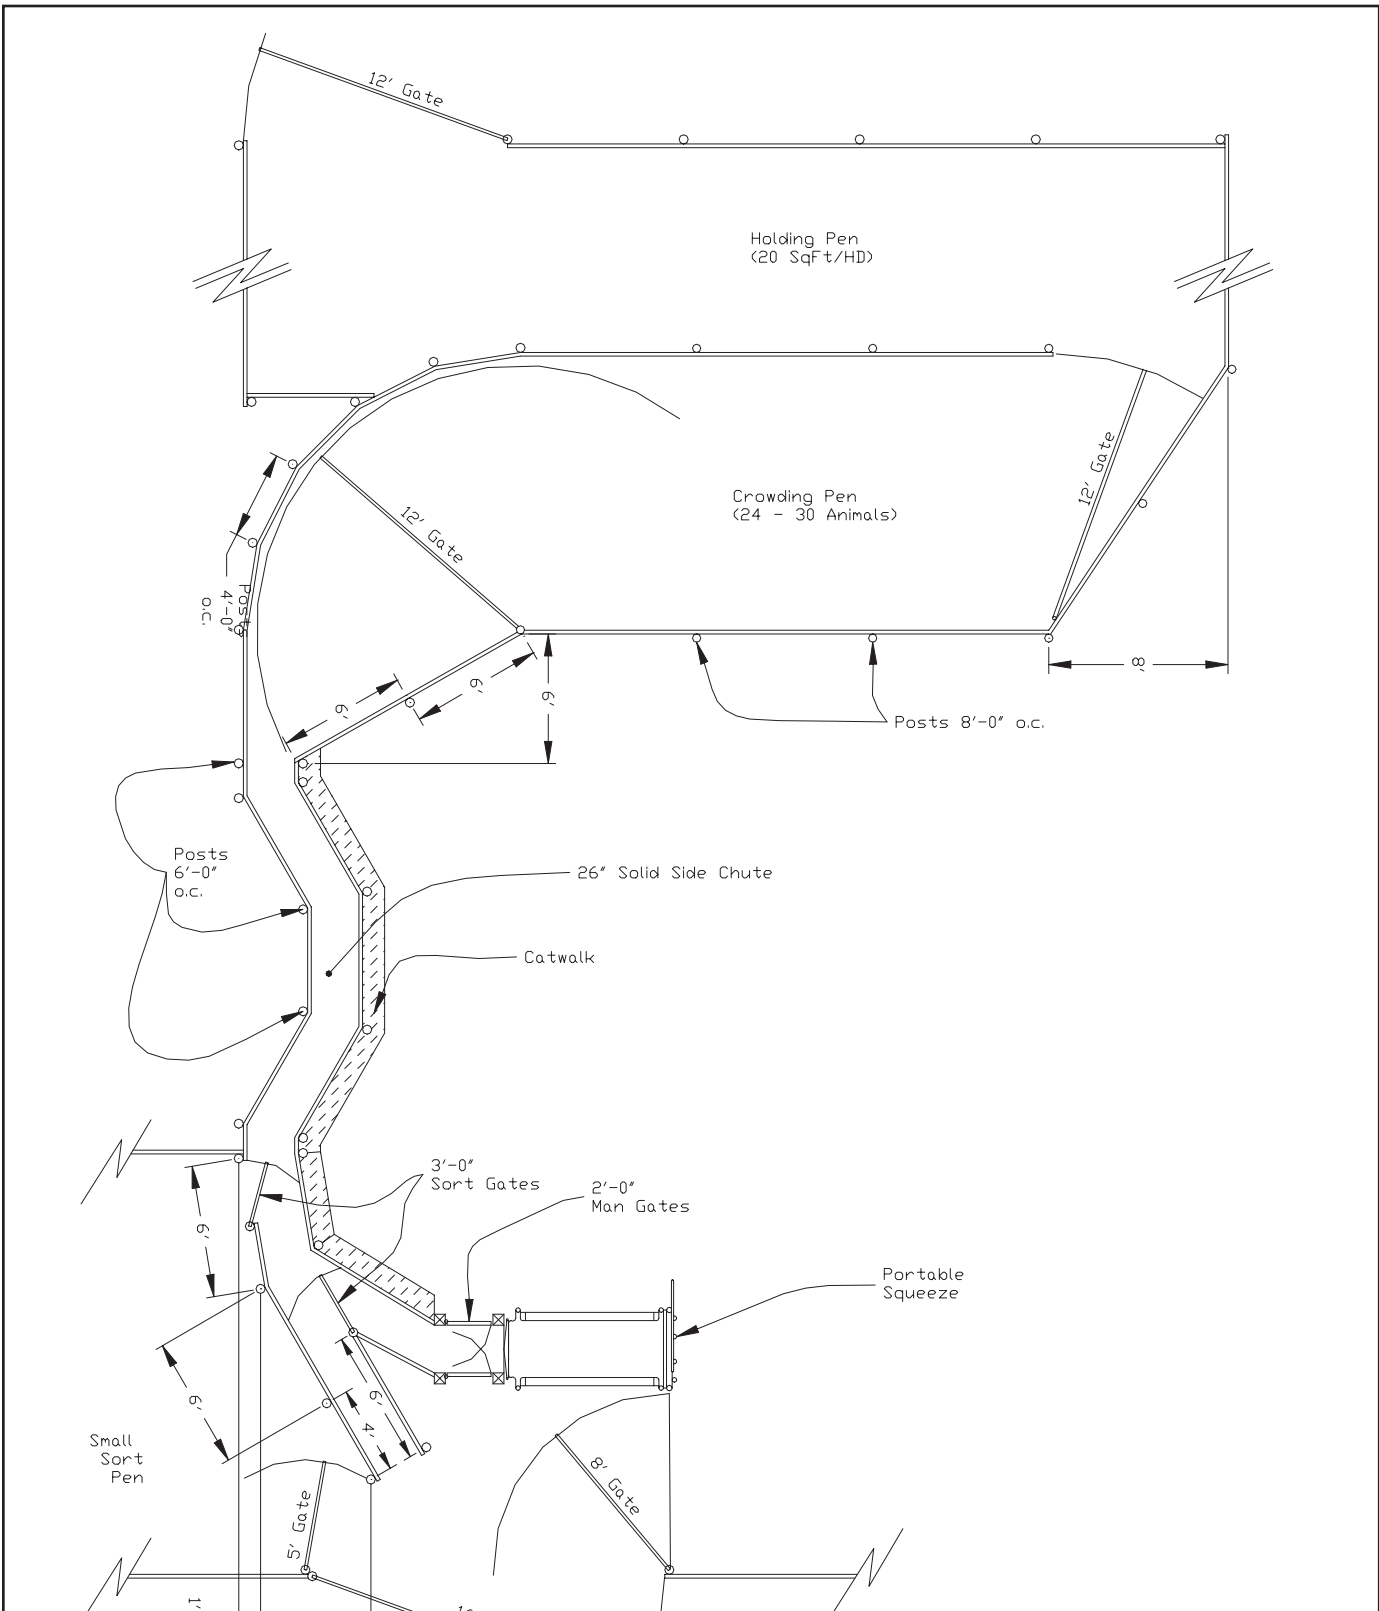 12' Gate
Holding Pen
(20 SqFt/HD)
12' Gate
Crowding Pen
(24 - 30 Animals)
12' Gate
Post
4'-0"
o.c.
6'
6'
6'
8'
Posts 8'-0" o.c.
Posts
6'-0"
o.c.
26" Solid Side Chute
Catwalk
3'-0"
Sort Gates
2'-0"
Man Gates
6'
Portable
Squeeze
6'
6'
4'
Small
Sort
Pen
8' Gate
5' Gate
1'